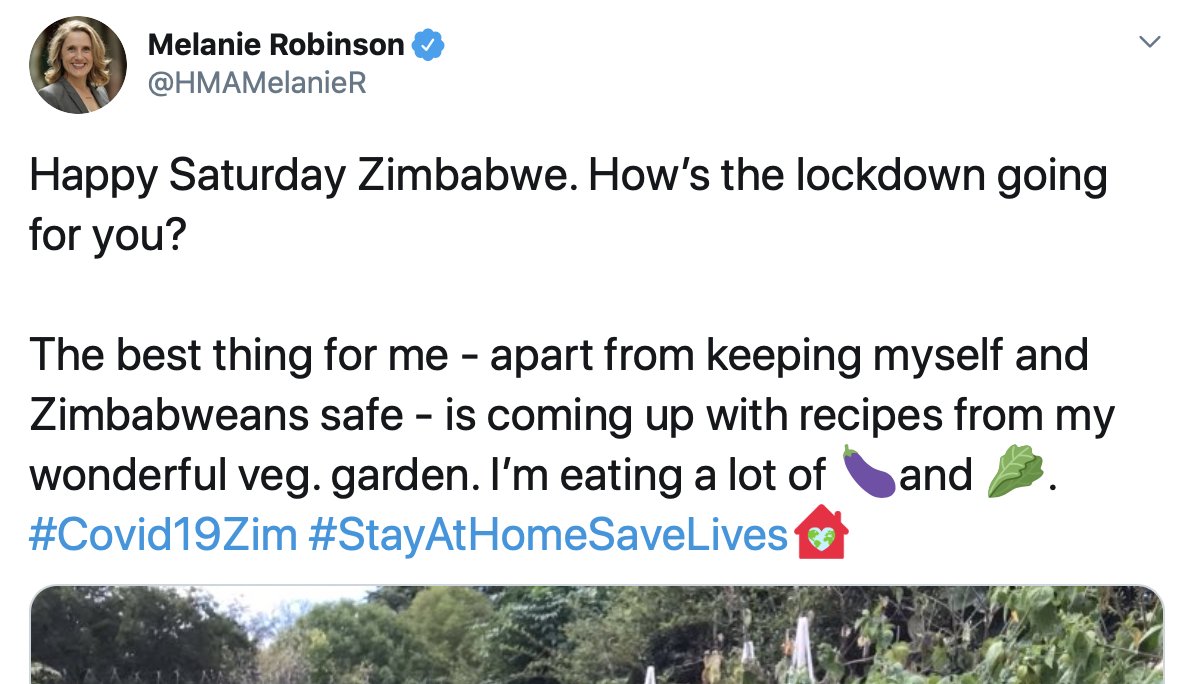 Melanie Robinson
@HMAMelanieR
Happy Saturday Zimbabwe. How’s the lockdown going
for you?
The best thing for me - apart from keeping myself and
Zimbabweans safe - is coming up with recipes from my
wonderful veg. garden. I’m eating a lot of 🍆and 🥬.
#Covid19Zim #StayAtHomeSaveLives